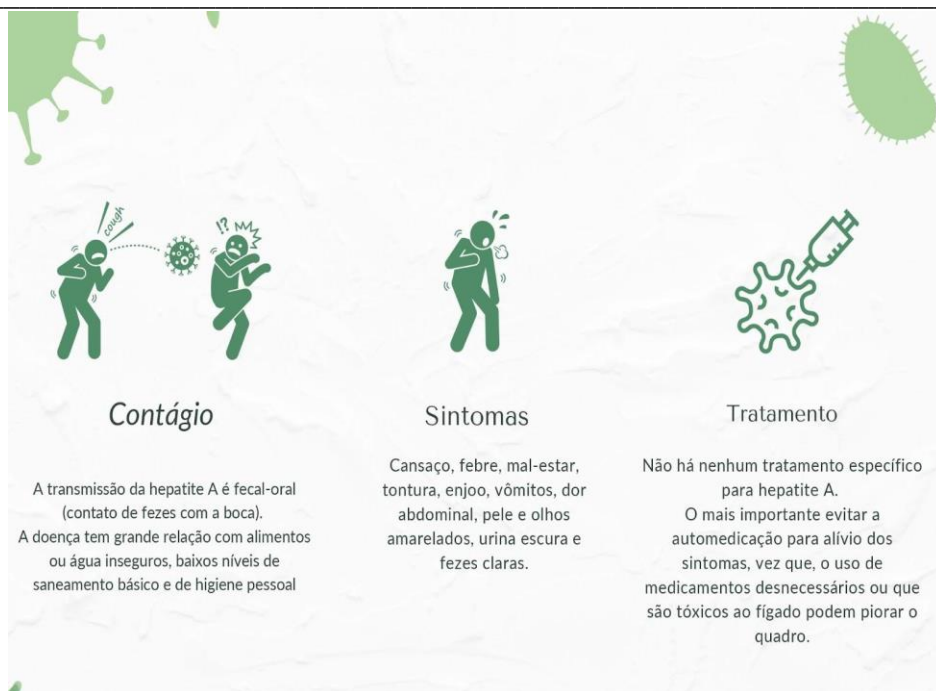 cough
!?
Contágio
A transmissão da hepatite A é fecal-oral
(contato de fezes com a boca).
A doença tem grande relação com alimentos
ou água inseguros, baixos níveis de
saneamento básico e de higiene pessoal
Sintomas
Cansaço, febre, mal-estar,
tontura, enjoo, vômitos, dor
abdominal, pele e olhos
amarelados, urina escura e
fezes claras.
Tratamento
Não há nenhum tratamento específico
para hepatite A.
O mais importante evitar a
automedicação para alívio dos
sintomas, vez que, o uso de
medicamentos desnecessários ou que
são tóxicos ao fígado podem piorar o
quadro.